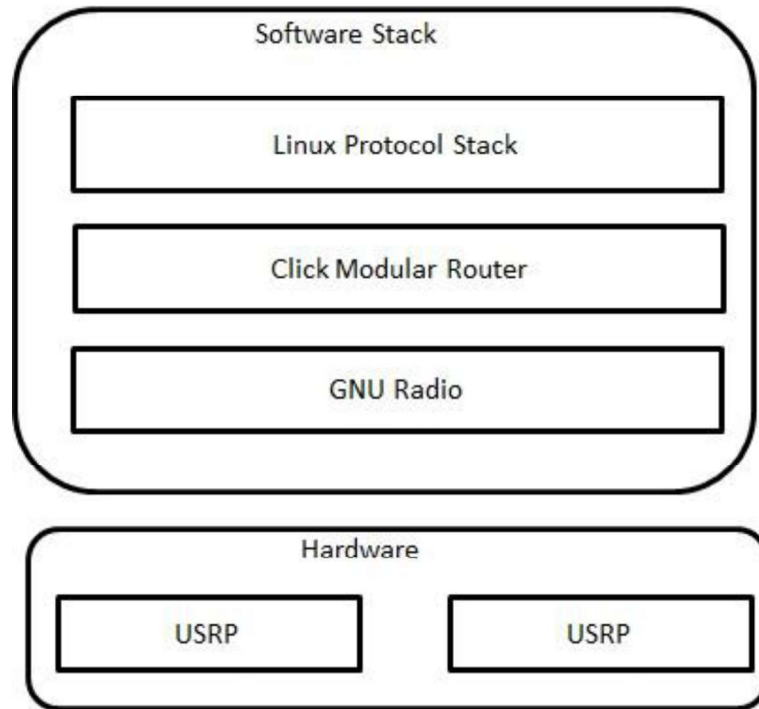 Software Stack
Linux Protocol Stack
Click Modular Router
GNU Radio
Hardware
USRP USRP